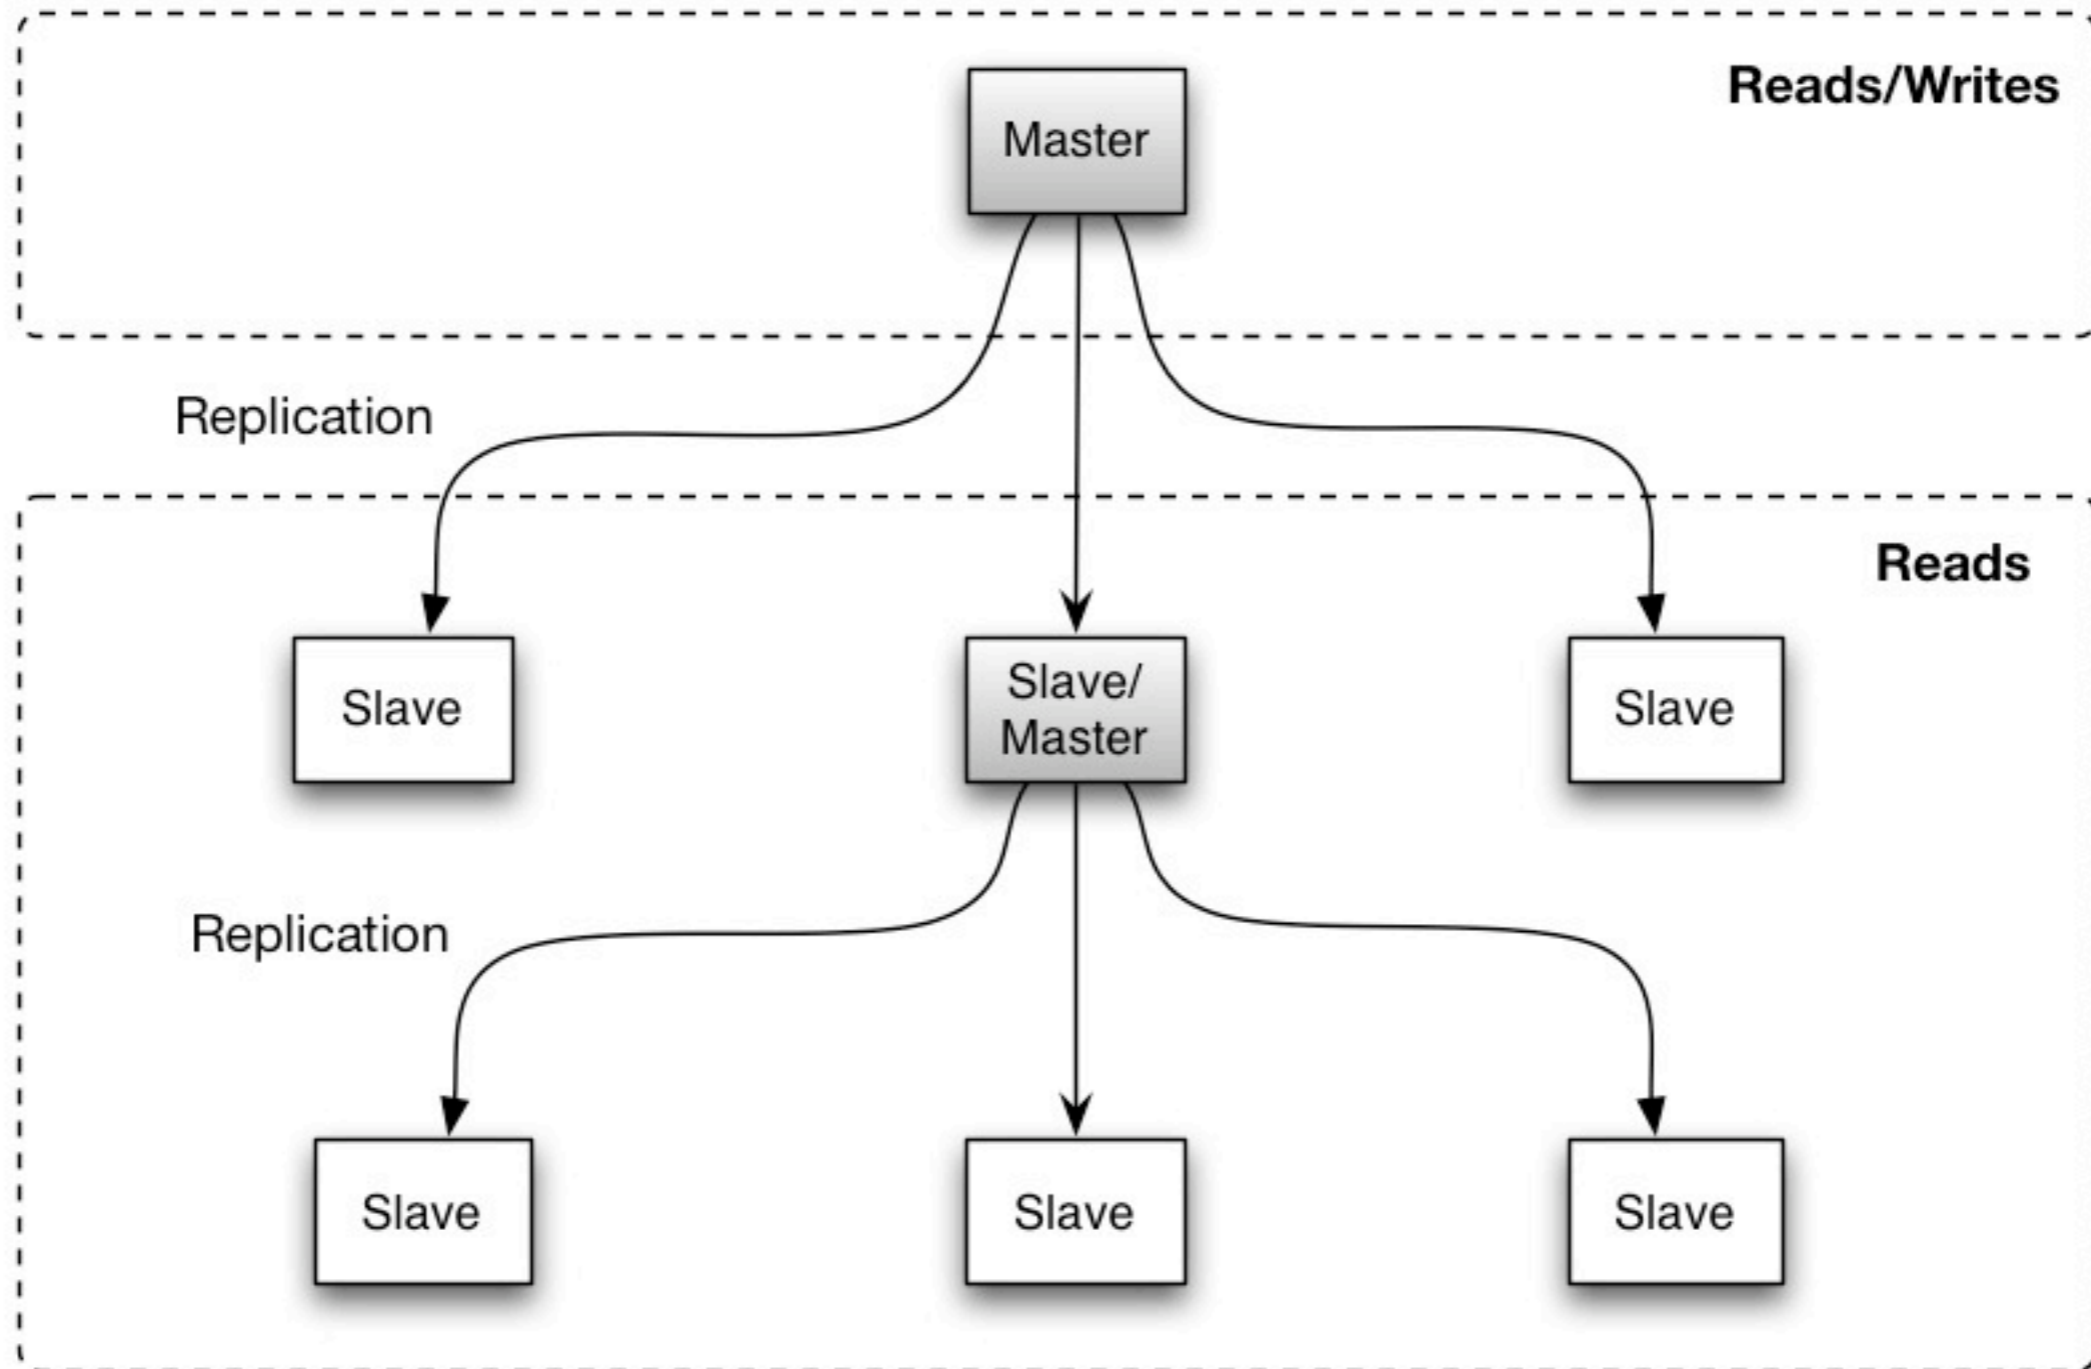 Reads/Writes
Master
Replication
Reads
Slave
Slave/
Master
Slave
Replication
Slave
Slave
Slave